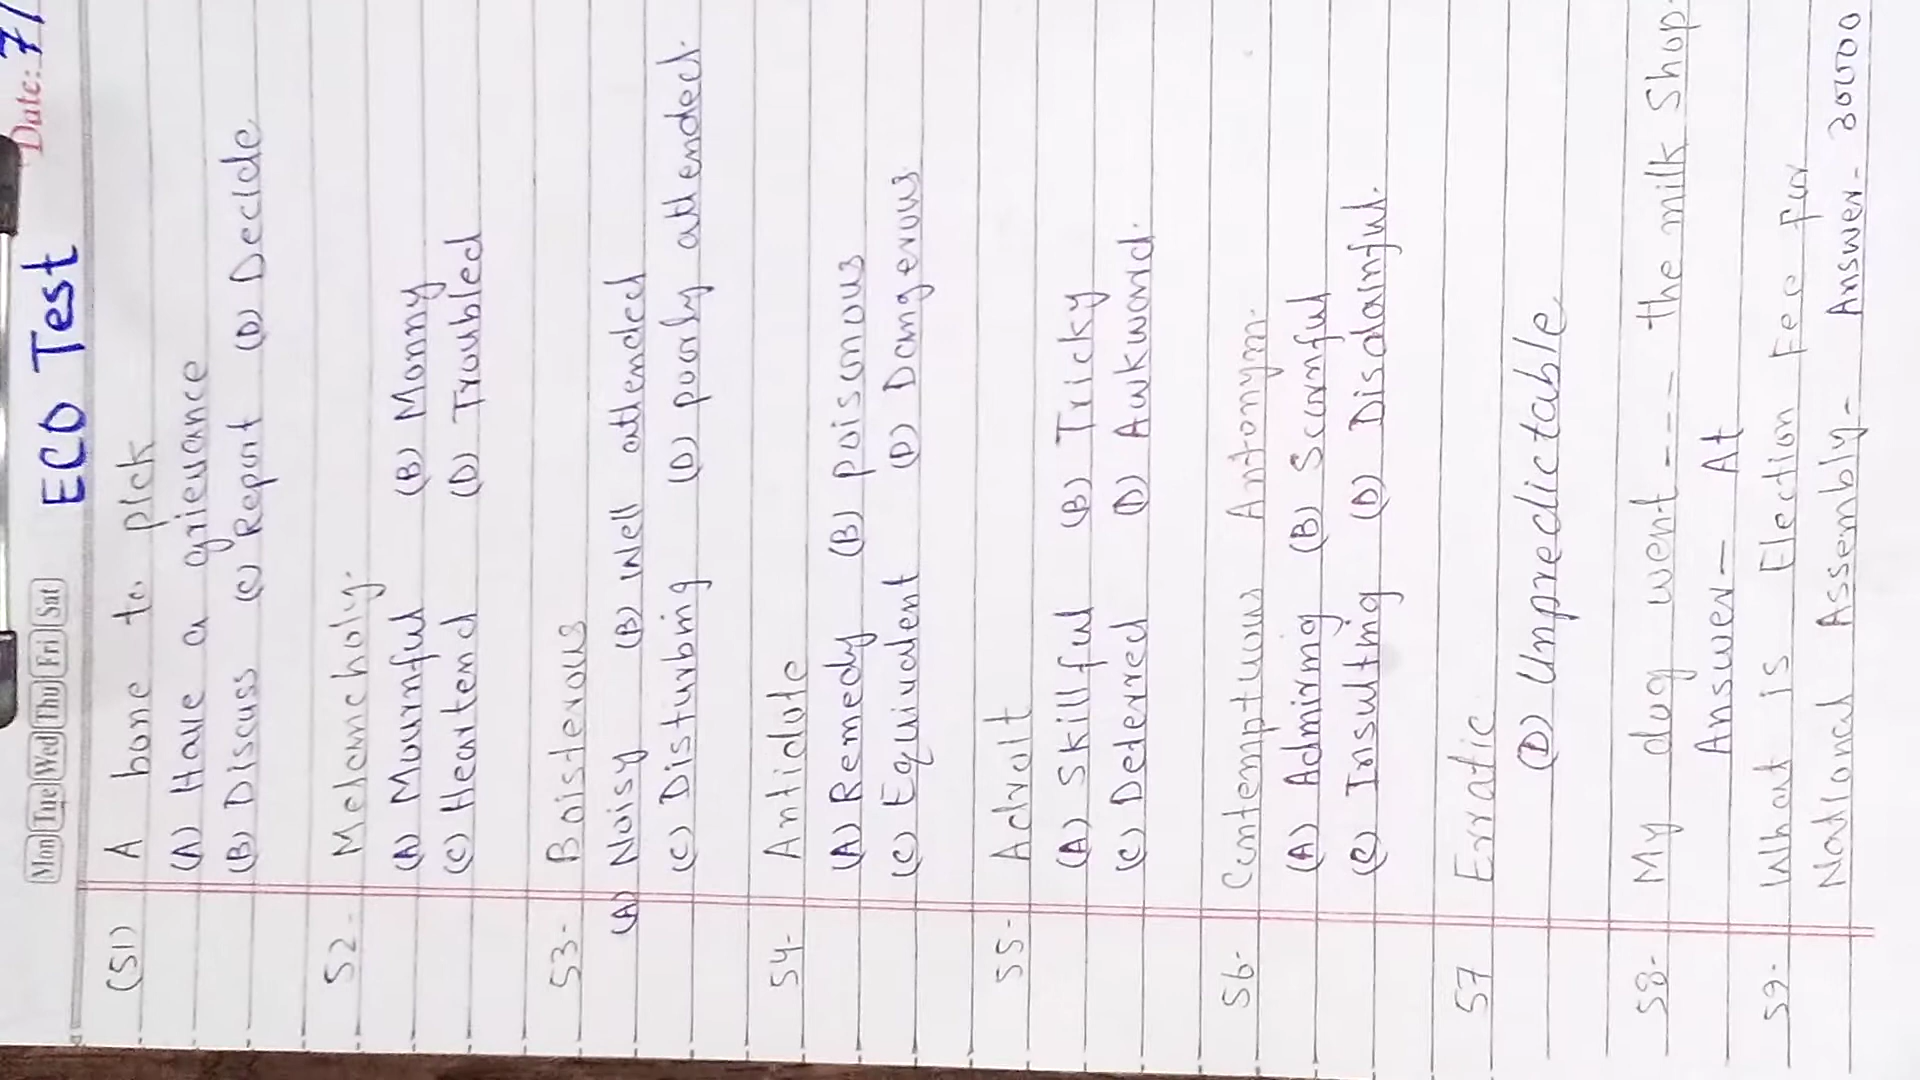 Mon Tue Wed Thu Fri Sat
Date: 7/
ECO Test
(51) A bone to pick
(A) Have a grievance
(B) Discuss (C) Report (D) Decide
52- Melancholy.
(A) Mournful (B) Monny
(C) Heartend (D) Troubled
53- Boisterous
(A) Noisy (B) Well attended
(C) Disturbing (D) poorly attended.
54- Antidote
(A) Remedy (B) poisonous
(C) Equivalent (D) Dangerous
55- Adroit
(A) Skillful (B) Tricky
(C) Deterred (D) Awkward.
56- Contemptuous Antonym.
(A) Admiring (B) Scornful
(C) Insulting (D) Disdainful.
57 Erratic
(D) Unpredictable
58- My dog went ---- the milk Shop.
Answer- At
59- What is Election Fee for
National Assembly- Answer- 30000